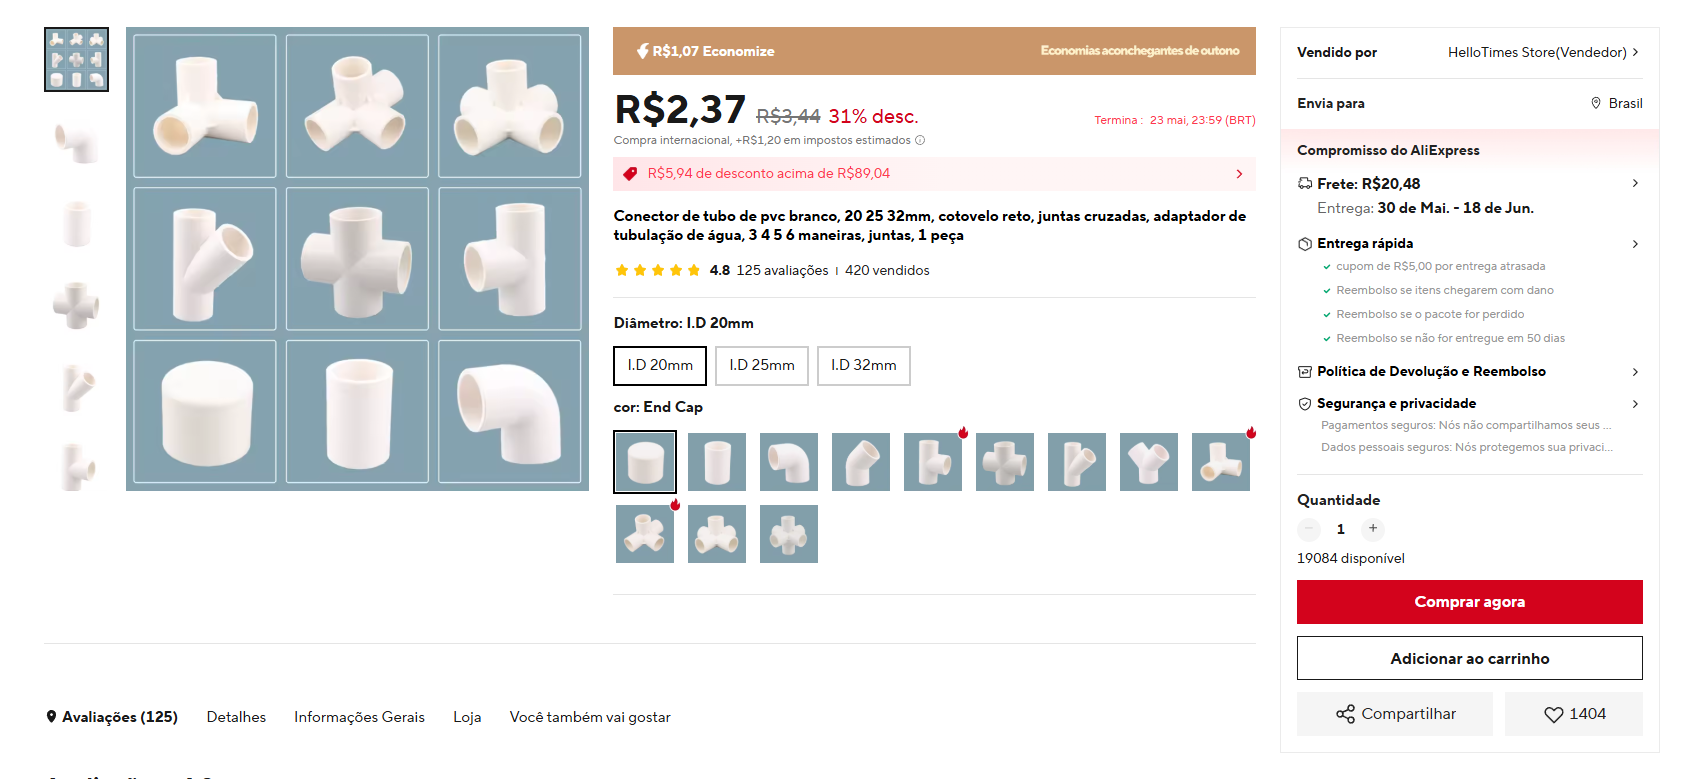 R$1,07 Economize
Economias aconchegantes de outono
R$2,37 R$3,44 31% desc.
Termina : 23 mai, 23:59 (BRT)
Compra internacional, +R$1,20 em impostos estimados
R$5,94 de desconto acima de R$89,04
Conector de tubo de pvc branco, 20 25 32mm, cotovelo reto, juntas cruzadas, adaptador de
tubulação de água, 3 4 5 6 maneiras, juntas, 1 peça
4.8 125 avaliações | 420 vendidos
Diâmetro: I.D 20mm
I.D 20mm
I.D 25mm
I.D 32mm
cor: End Cap
Vendido por
HelloTimes Store(Vendedor)
Envia para
Brasil
Compromisso do AliExpress
Frete: R$20,48
Entrega: 30 de Mai. - 18 de Jun.
Entrega rápida
cupom de R$5,00 por entrega atrasada
Reembolso se itens chegarem com dano
Reembolso se o pacote for perdido
Reembolso se não for entregue em 50 dias
Política de Devolução e Reembolso
Segurança e privacidade
Pagamentos seguros: Nós não compartilhamos seus ...
Dados pessoais seguros: Nós protegemos sua privaci...
Quantidade
− 1 +
19084 disponível
Comprar agora
Adicionar ao carrinho
Compartilhar
1404
Avaliações (125)
Detalhes
Informações Gerais
Loja
Você também vai gostar